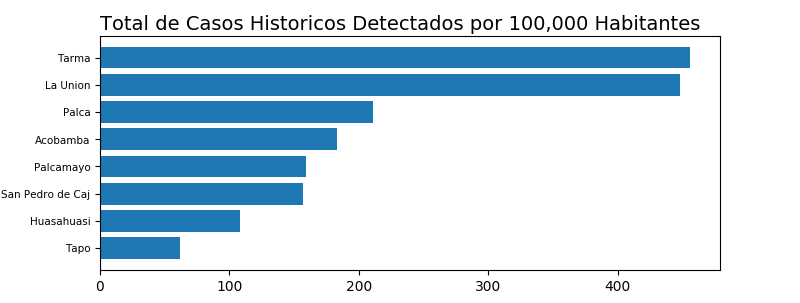 Total de Casos Historicos Detectados por 100,000 Habitantes
Tarma
La Union
Palca
Acobamba
Palcamayo
San Pedro de Caj
Huasahuasi
Tapo
0 100 200 300 400